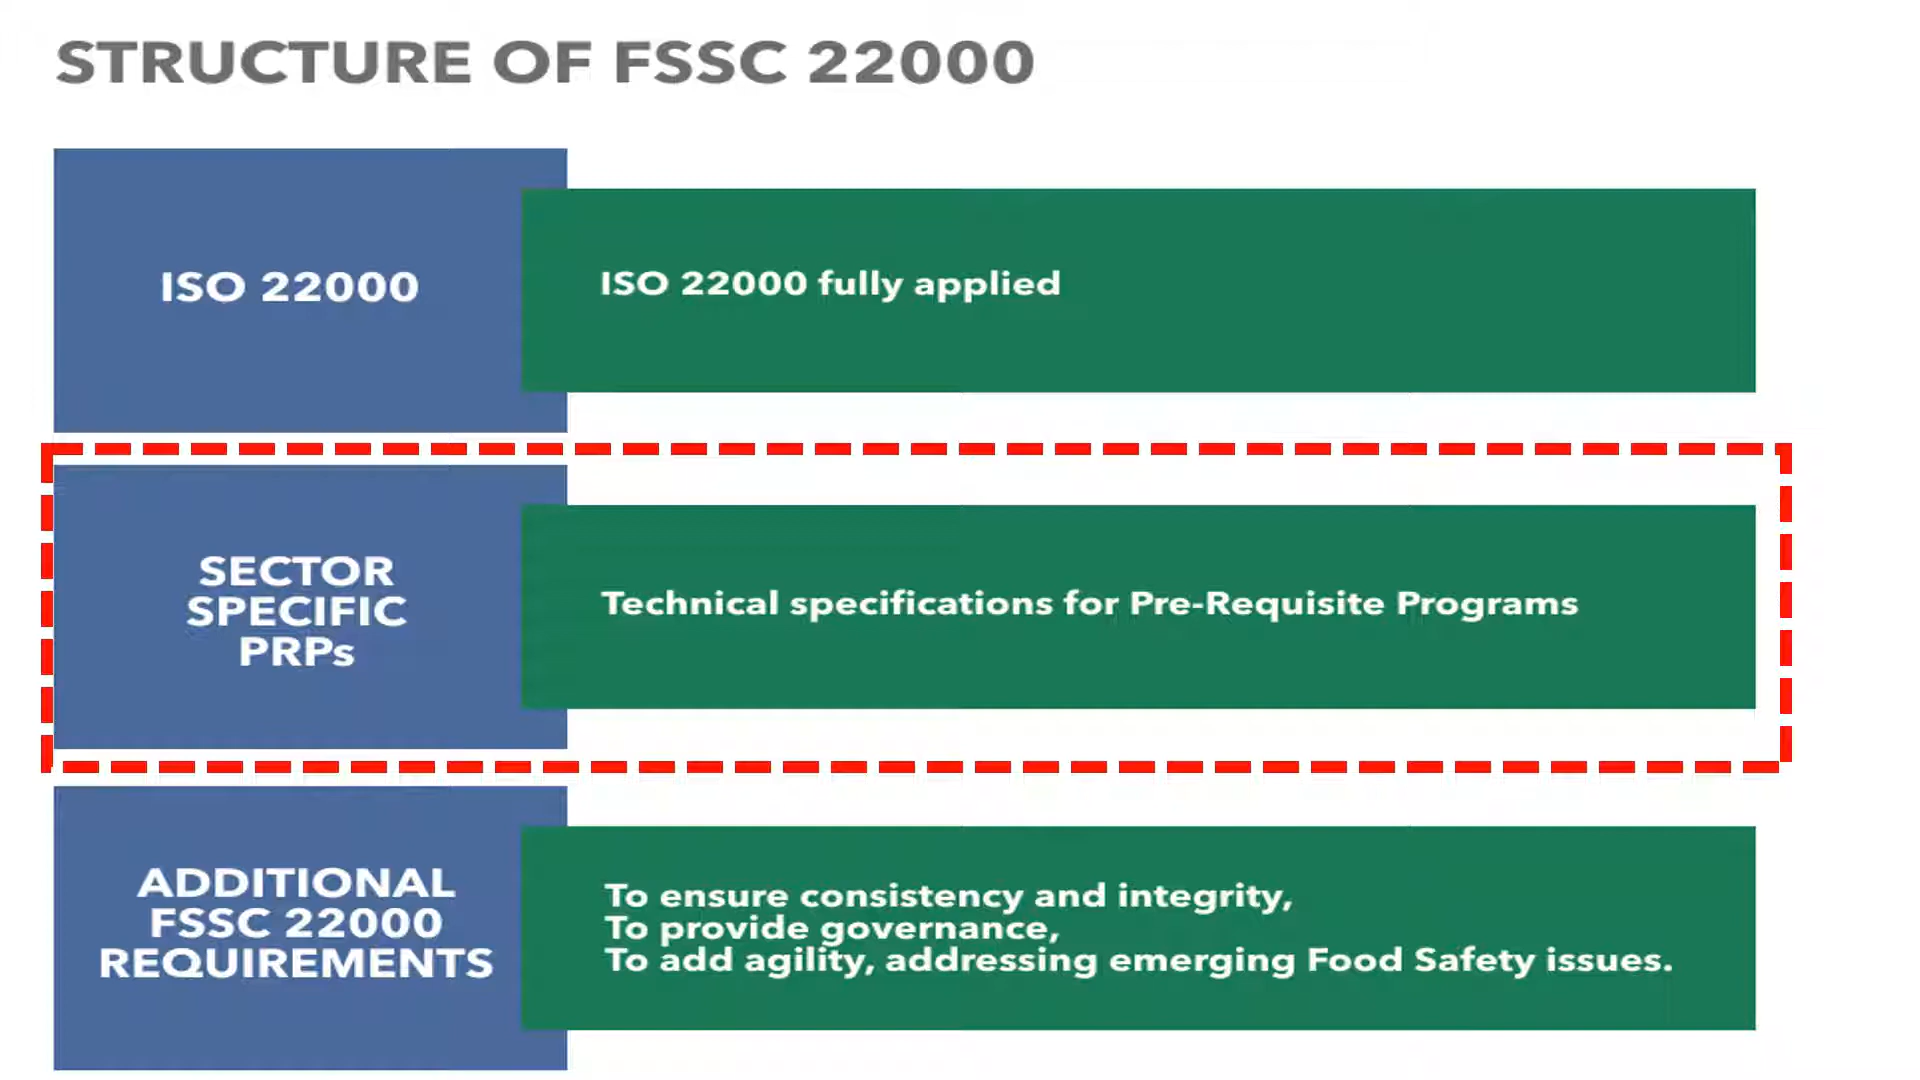 STRUCTURE OF FSSC 22000
ISO 22000
ISO 22000 fully applied
SECTOR
SPECIFIC
PRPs
Technical specifications for Pre-Requisite Programs
ADDITIONAL
FSSC 22000
REQUIREMENTS
To ensure consistency and integrity,
To provide governance,
To add agility, addressing emerging Food Safety issues.